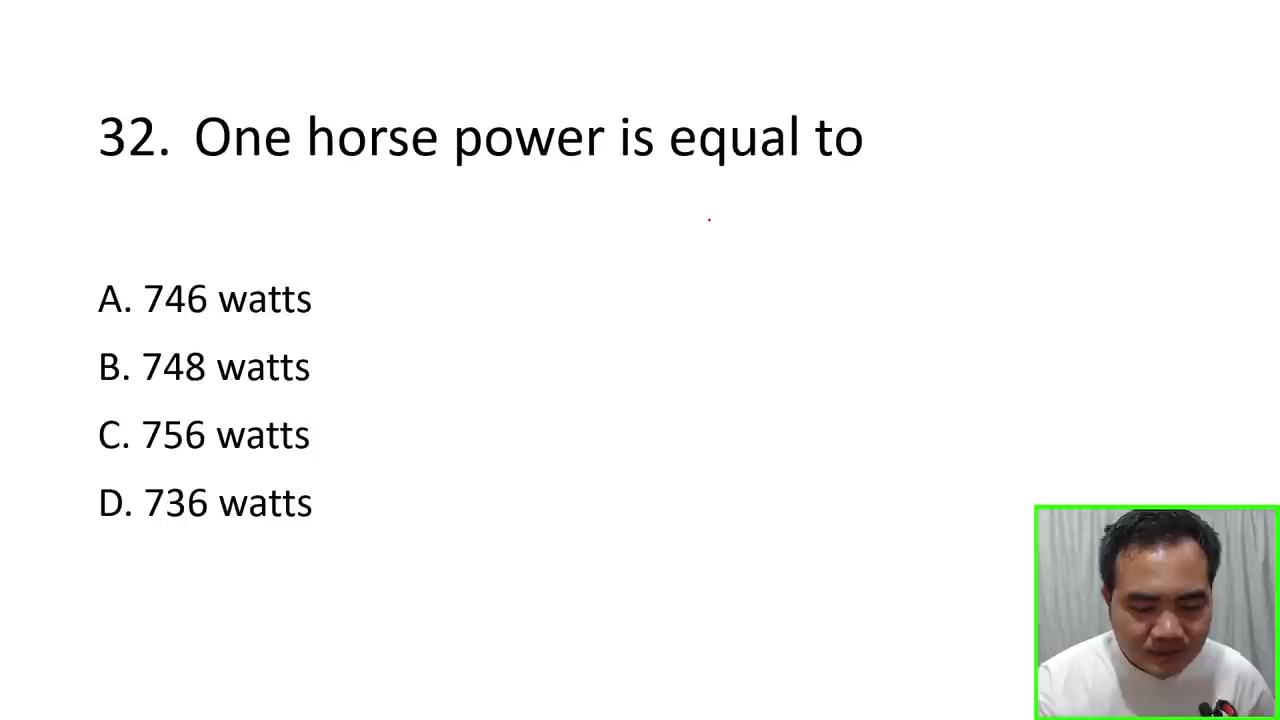 32. One horse power is equal to
A. 746 watts
B. 748 watts
C. 756 watts
D. 736 watts